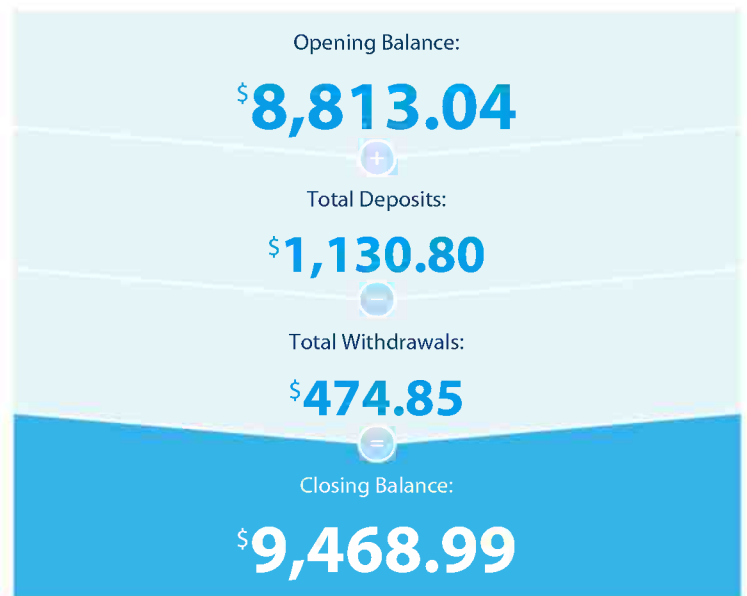 Opening Balance:
$8,813.04
+
Total Deposits:
$1,130.80
−
Total Withdrawals:
$474.85
=
Closing Balance:
$9,468.99